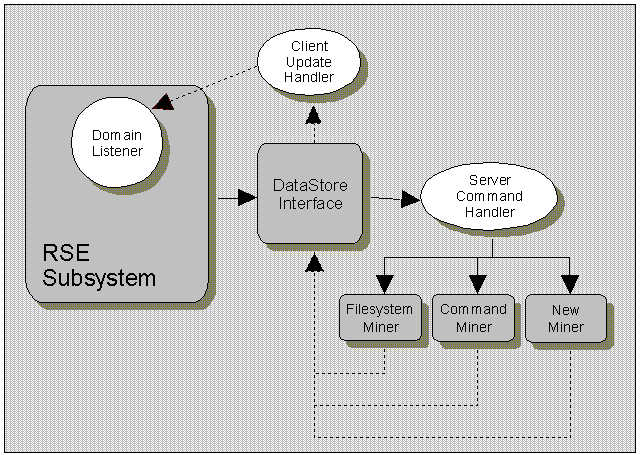 Client
Update
Handler
Domain
Listener
DataStore
Interface
Server
Command
Handler
RSE
Subsystem
Filesystem
Miner
Command
Miner
New
Miner